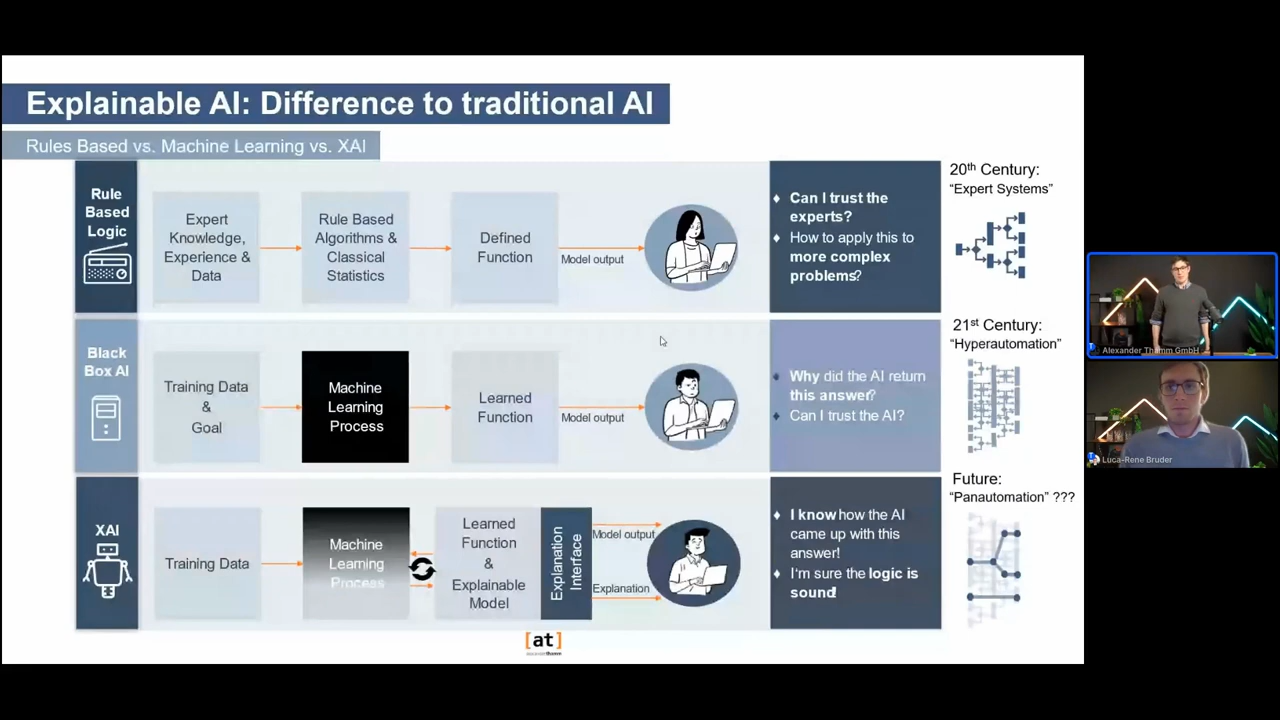 Explainable AI: Difference to traditional AI
Rules Based vs. Machine Learning vs. XAI
Rule
Based
Logic
Expert
Knowledge,
Experience &
Data
Rule Based
Algorithms &
Classical
Statistics
Defined
Function
Model output
♦ Can I trust the
experts?
♦ How to apply this to
more complex
problems?
20th Century:
“Expert Systems”
Black
Box AI
Training Data
&
Goal
Machine
Learning
Process
Learned
Function
Model output
♦ Why did the AI return
this answer?
♦ Can I trust the AI?
21st Century:
“Hyperautomation”
XAI
Training Data
Machine
Learning
Process
Learned
Function
&
Explainable
Model
Explanation
Interface
Model output
Explanation
♦ I know how the AI
came up with this
answer!
♦ I'm sure the logic is
sound!
Future:
“Panautomation” ???
[at]
Alexander Thamm GmbH
Luca-Rene Bruder